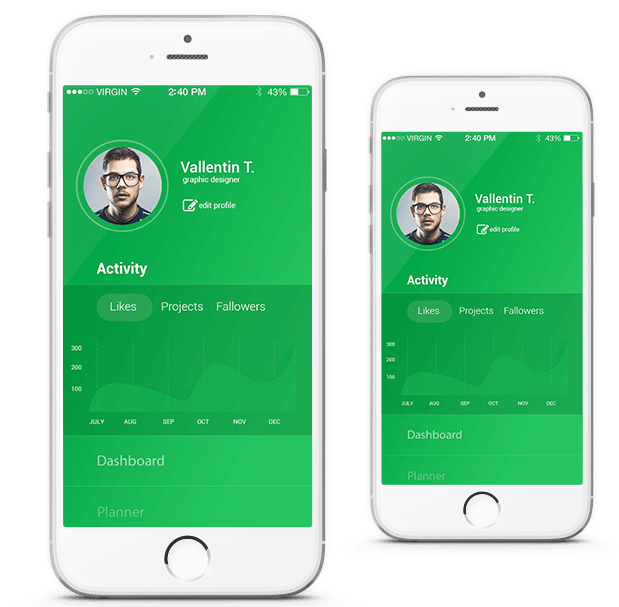 VIRGIN 2:40 PM 43%
Vallentin T.
graphic designer
edit profile
Activity
Likes Projects Fallowers
300
200
100
JULY AUG SEP OCT NOV DEC
Dashboard
Planner
VIRGIN 2:40 PM 43%
Vallentin T.
graphic designer
edit profile
Activity
Likes Projects Fallowers
300
200
100
JULY AUG SEP OCT NOV DEC
Dashboard
Planner